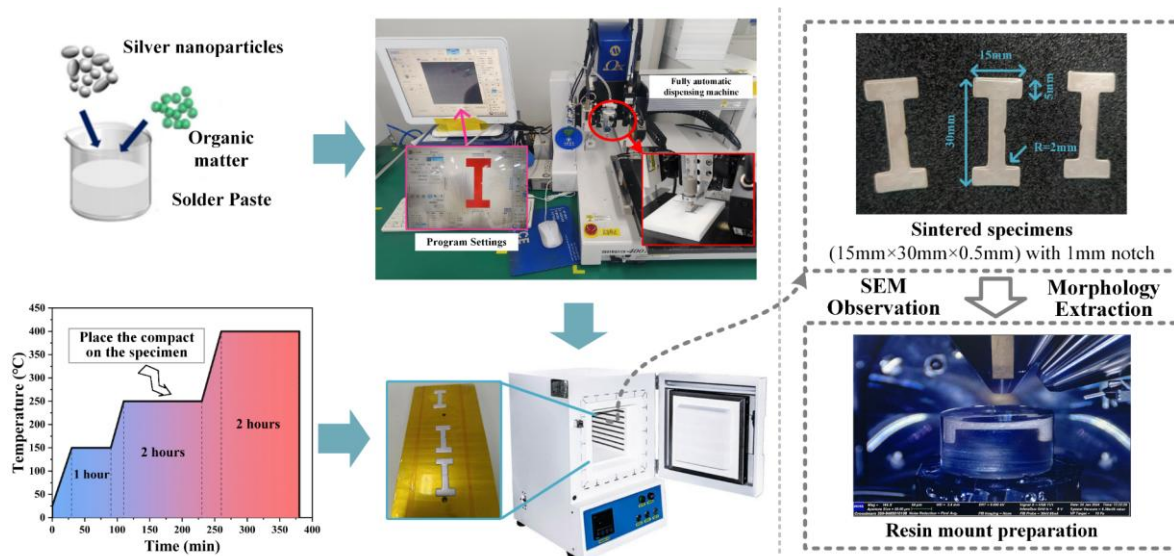 Silver nanoparticles
Organic
matter
Solder Paste
Fully automatic
dispensing machine
Program Settings
15mm
5mm
30mm
R=2mm
Sintered specimens
(15mm×30mm×0.5mm) with 1mm notch
SEM
Observation
Morphology
Extraction
Temperature (℃)
450
400
350
300
250
200
150
100
50
0
Place the compact
on the specimen
1 hour
2 hours
2 hours
0 50 100 150 200 250 300 350 400
Time (min)
Resin mount preparation